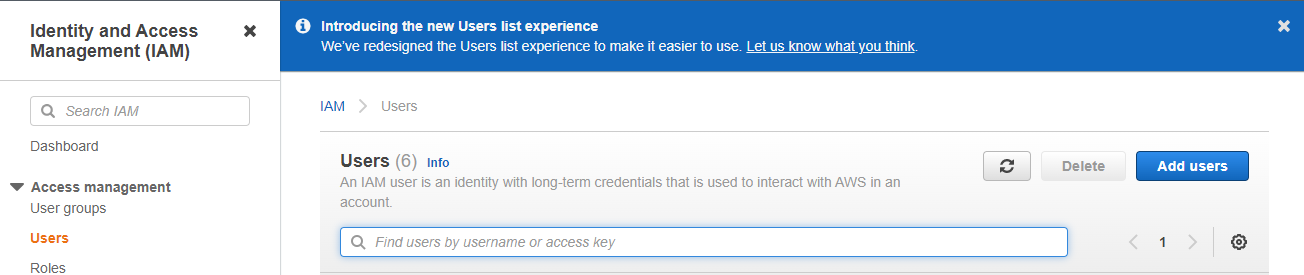 Identity and Access
Management (IAM)
Search IAM
Dashboard
Access management
User groups
Users
Roles
Introducing the new Users list experience
We've redesigned the Users list experience to make it easier to use. Let us know what you think.
IAM > Users
Users (6) Info
An IAM user is an identity with long-term credentials that is used to interact with AWS in an
account.
Delete
Add users
Find users by username or access key
1